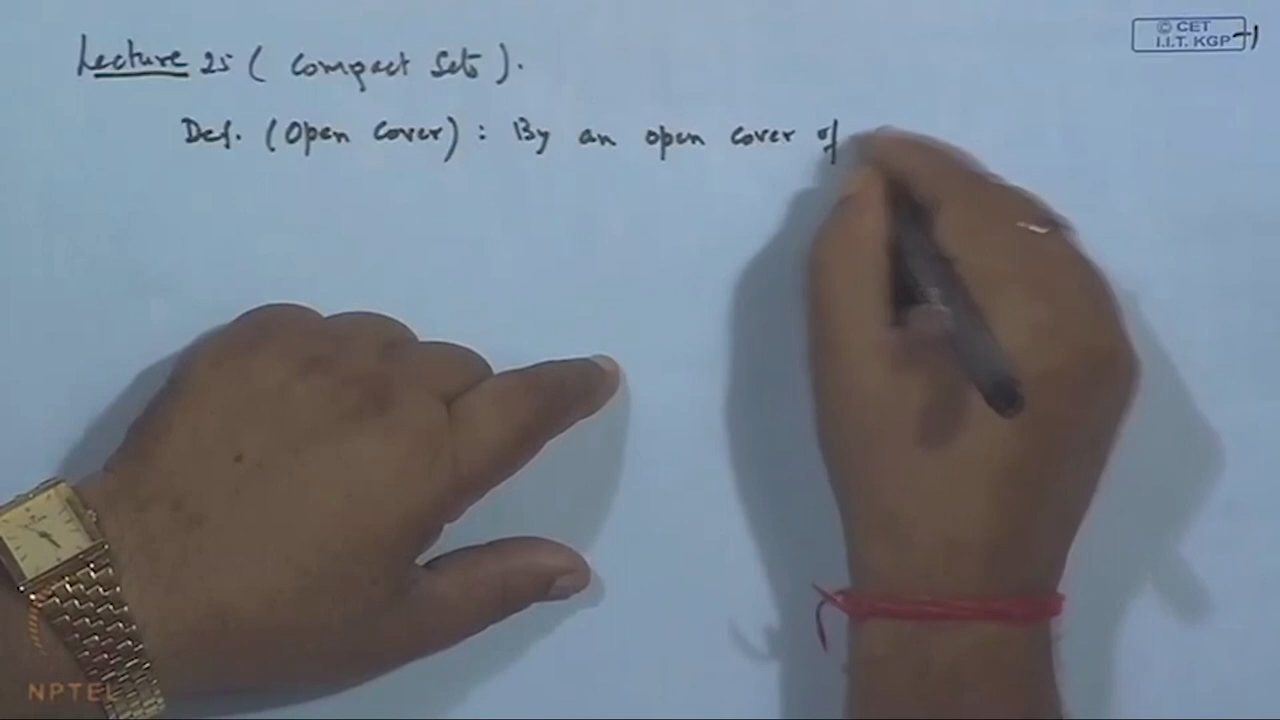 © CET
I.I.T. KGP
Lecture 25 ( Compact Sets ).
Def. (Open Cover) : By an open cover of
NPTEL